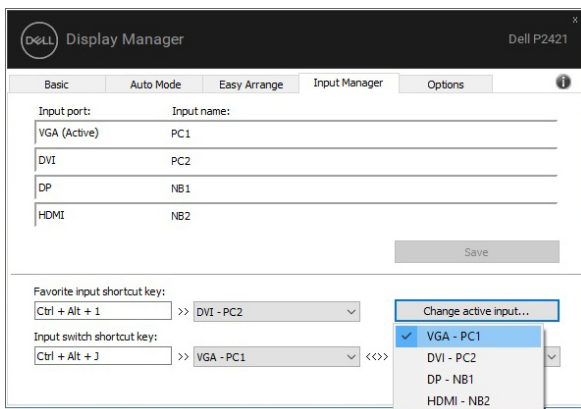 DELL Display Manager
x
Dell P2421
Basic Auto Mode Easy Arrange Input Manager Options i
Input port: Input name:
VGA (Active) PC1
DVI PC2
DP NB1
HDMI NB2
Save
Favorite input shortcut key:
Ctrl + Alt + 1 >> DVI - PC2 Change active input...
Input switch shortcut key:
Ctrl + Alt + J >> VGA - PC1 <<>>
VGA - PC1
DVI - PC2
DP - NB1
HDMI - NB2